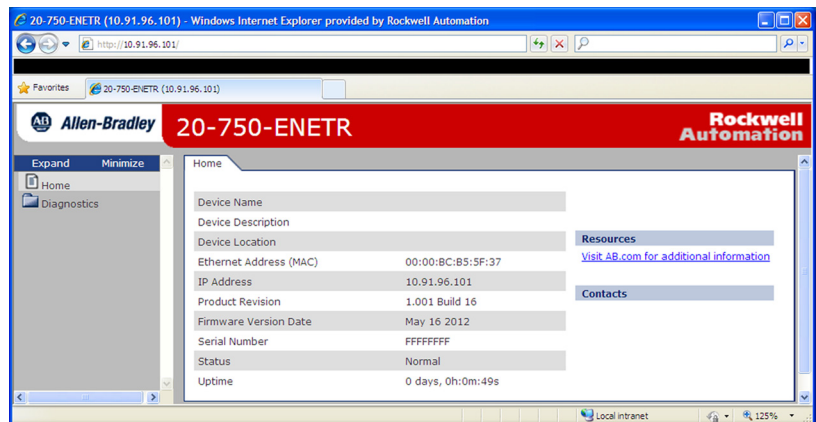 20-750-ENETR (10.91.96.101) - Windows Internet Explorer provided by Rockwell Automation
http://10.91.96.101/
Favorites 20-750-ENETR (10.91.96.101)
AB Allen-Bradley 20-750-ENETR Rockwell Automation
Expand Minimize
Home
Diagnostics
Home
Device Name
Device Description
Device Location
Ethernet Address (MAC) 00:00:BC:B5:5F:37
IP Address 10.91.96.101
Product Revision 1.001 Build 16
Firmware Version Date May 16 2012
Serial Number FFFFFFFF
Status Normal
Uptime 0 days, 0h:0m:49s
Resources
Visit AB.com for additional information
Contacts
Local intranet 125%